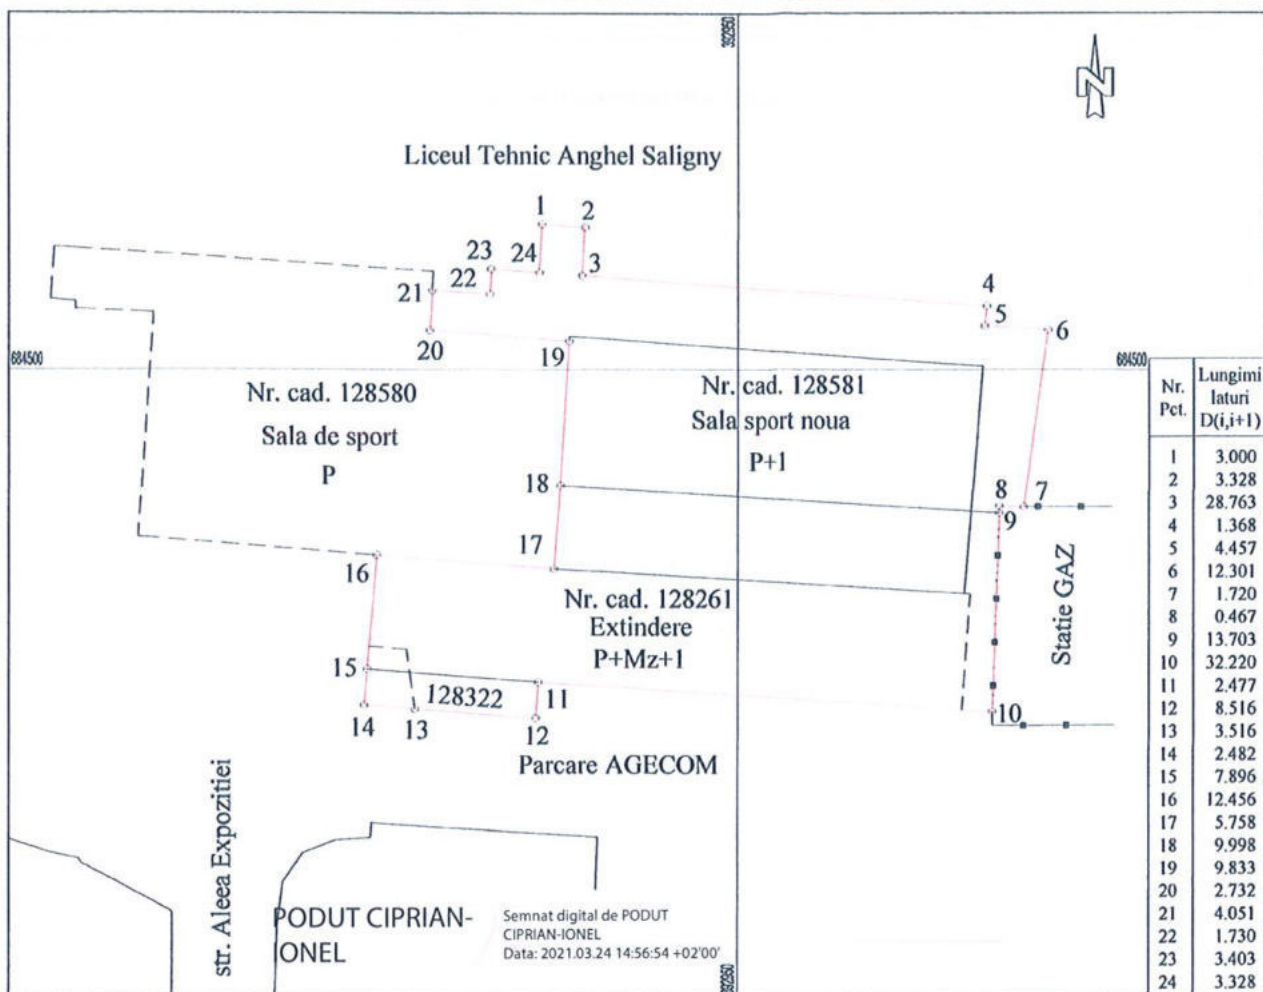 392950
N
Liceul Tehnic Anghel Saligny
1 2
23 24 3
21 22 4
5 6
20 19
684500 684500
Nr. cad. 128580 Nr. cad. 128581
Sala de sport Sala sport noua
P P+1
18 8 7
9
17
16
Nr. cad. 128261
Extindere
P+Mz+1
Statie GAZ
15
128322 11
14 13 12 10
Parcare AGECOM
str. Aleea Expozitiei
PODUT CIPRIAN-
IONEL
Semnat digital de PODUT
CIPRIAN-IONEL
Data: 2021.03.24 14:56:54 +02'00'
392950
Nr. Pct. Lungimi laturi D(i,i+1)
1 3.000
2 3.328
3 28.763
4 1.368
5 4.457
6 12.301
7 1.720
8 0.467
9 13.703
10 32.220
11 2.477
12 8.516
13 3.516
14 2.482
15 7.896
16 12.456
17 5.758
18 9.998
19 9.833
20 2.732
21 4.051
22 1.730
23 3.403
24 3.328